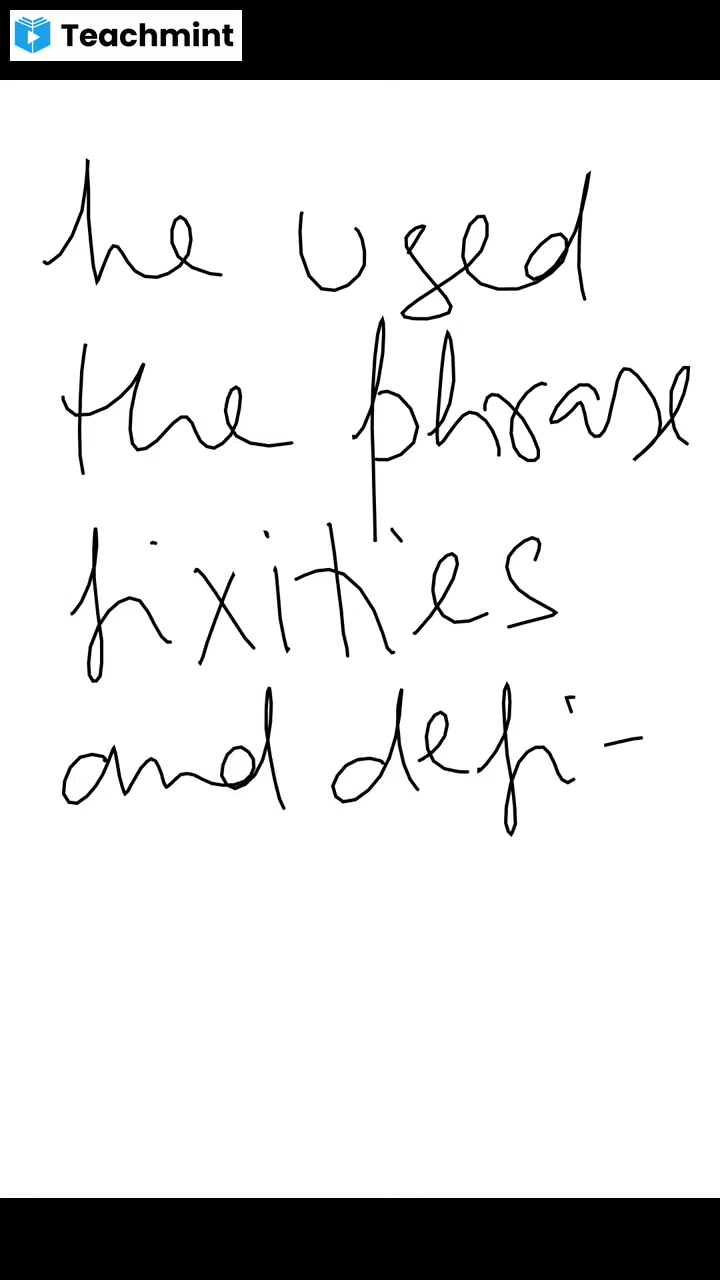 Teachmint
he used
the phrase
fixities
and defi-